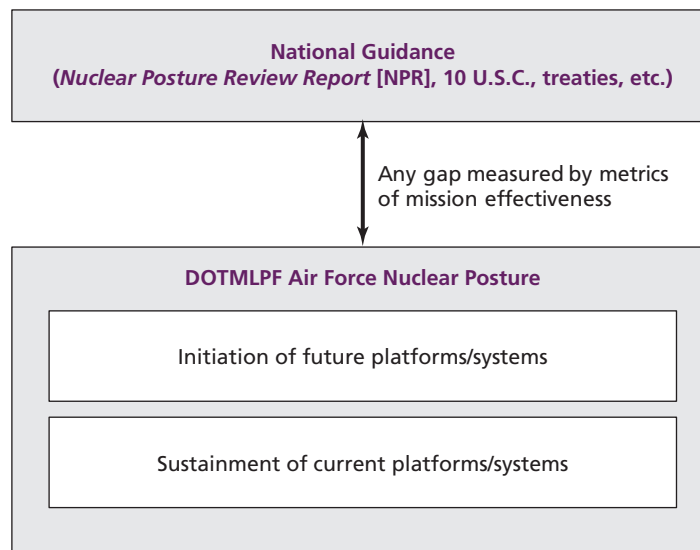 National Guidance
(Nuclear Posture Review Report [NPR], 10 U.S.C., treaties, etc.)
Any gap measured by metrics
of mission effectiveness
DOTMLPF Air Force Nuclear Posture
Initiation of future platforms/systems
Sustainment of current platforms/systems